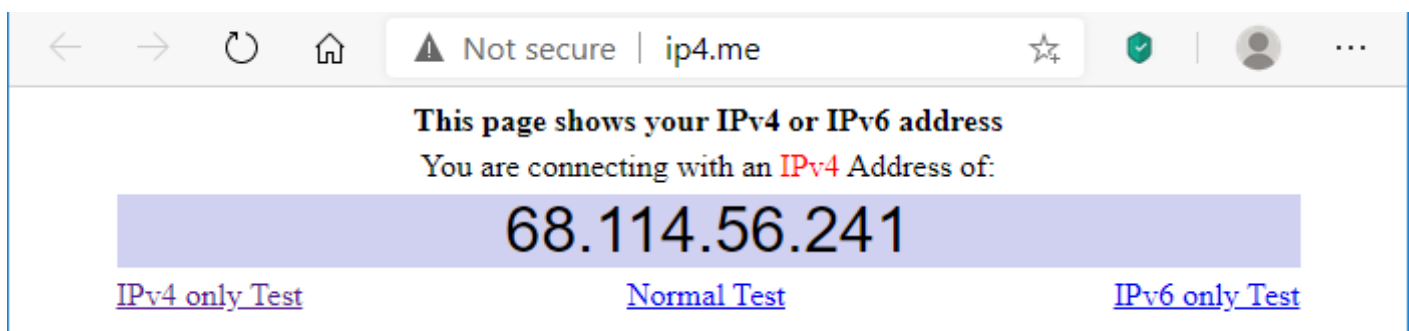 Not secure | ip4.me
This page shows your IPv4 or IPv6 address
You are connecting with an IPv4 Address of:
68.114.56.241
IPv4 only Test Normal Test IPv6 only Test